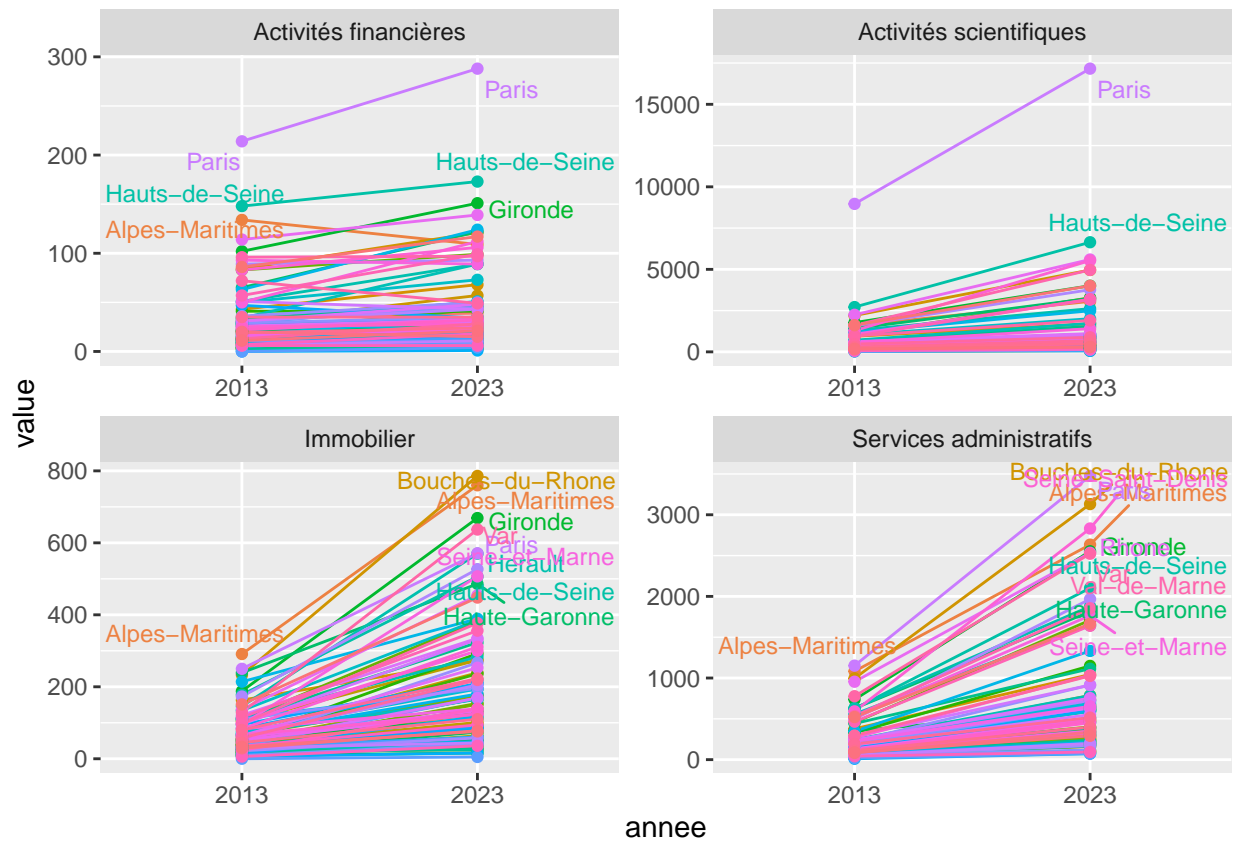 Activités financières
Activités scientifiques
300
200
100
0
Paris
Hauts−de−Seine
Alpes−Maritimes
Paris
Hauts−de−Seine
Gironde
2013
2023
15000
10000
5000
0
Paris
Hauts−de−Seine
2013
2023
value
Immobilier
Services administratifs
800
600
400
200
0
Alpes−Maritimes
Bouches−du−Rhone
Alpes−Maritimes
Gironde
Var
Paris
Seine−et−Marne
Herault
Hauts−de−Seine
Haute−Garonne
2013
2023
3000
2000
1000
0
Alpes−Maritimes
Bouches−du−Rhone
Seine−Saint−Denis
Paris
Alpes−Maritimes
Gironde
Rhone
Hauts−de−Seine
Var
Val−de−Marne
Haute−Garonne
Seine−et−Marne
2013
2023
annee